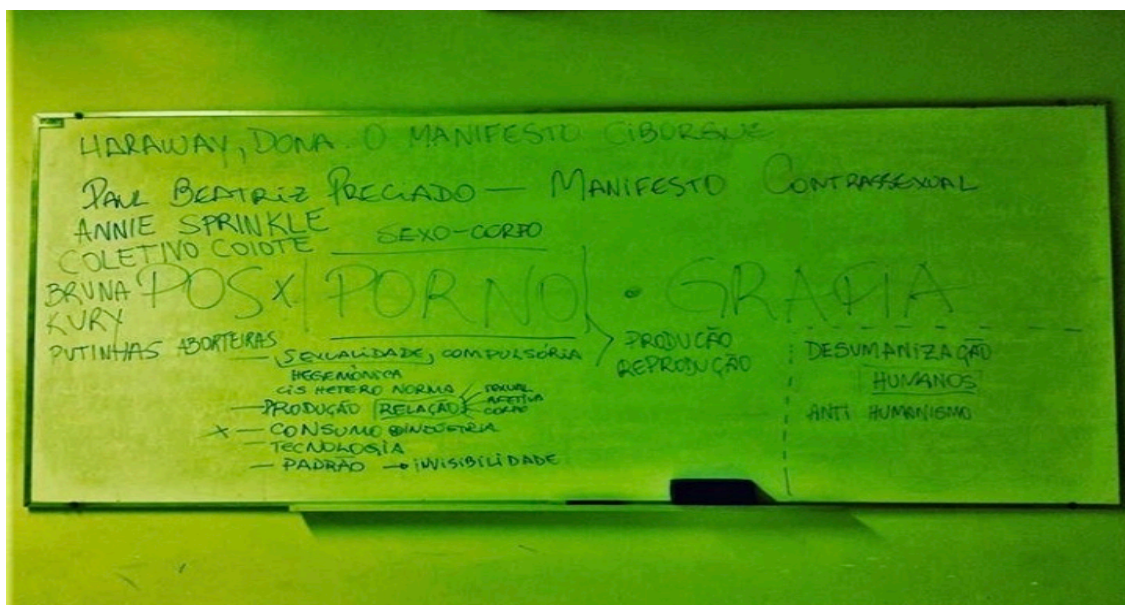 HARAWAY, DONA. O MANIFESTO CIBORGUE
PAUL BEATRIZ PRECIADO — MANIFESTO CONTRASSEXUAL
ANNIE SPRINKLE
SEXO-CORPO
COLETIVO COIOTE
BRUNA
KURY
POSX|PORNO|•GRAFIA
PUTINHAS ABORTEIRAS
— SEXUALIDADE, COMPULSÓRIA
HEGEMÔNICA
CIS HETERO NORMA
— PRODUÇÃO RELAÇÃO
SEXUAL
AFETIVA
CORPO
X — CONSUMO INDÚSTRIA
— TECNOLOGIA
— PADRÃO → INVISIBILIDADE
PRODUÇÃO
REPRODUÇÃO
DESUMANIZAÇÃO
HUMANOS
ANTI HUMANISMO